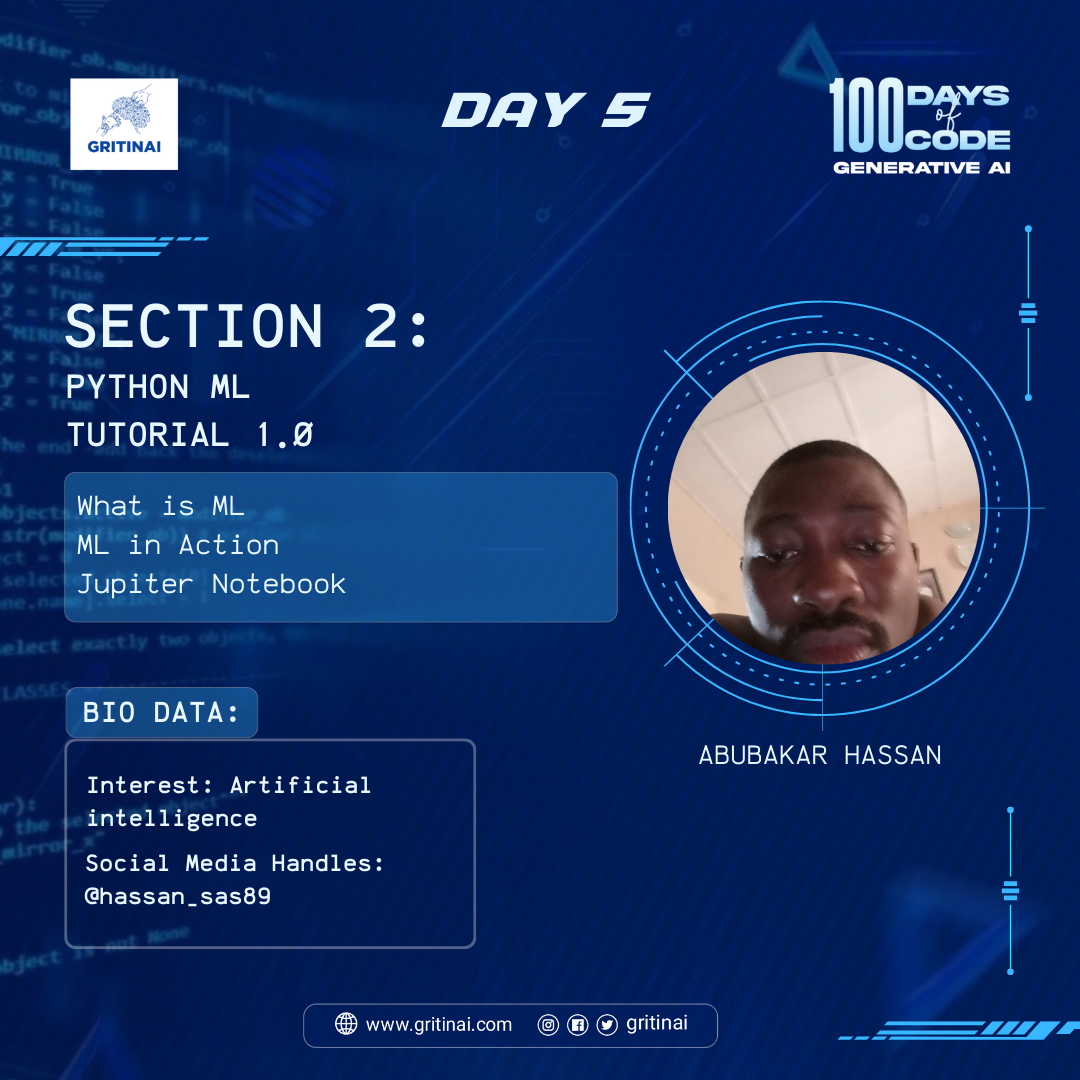 GRITINAI
DAY 5
100 DAYS
of
CODE
GENERATIVE AI
SECTION 2:
PYTHON ML
TUTORIAL 1.0
What is ML
ML in Action
Jupiter Notebook
ABUBAKAR HASSAN
BIO DATA:
Interest: Artificial
intelligence
Social Media Handles:
@hassan_sas89
www.gritinai.com gritinai